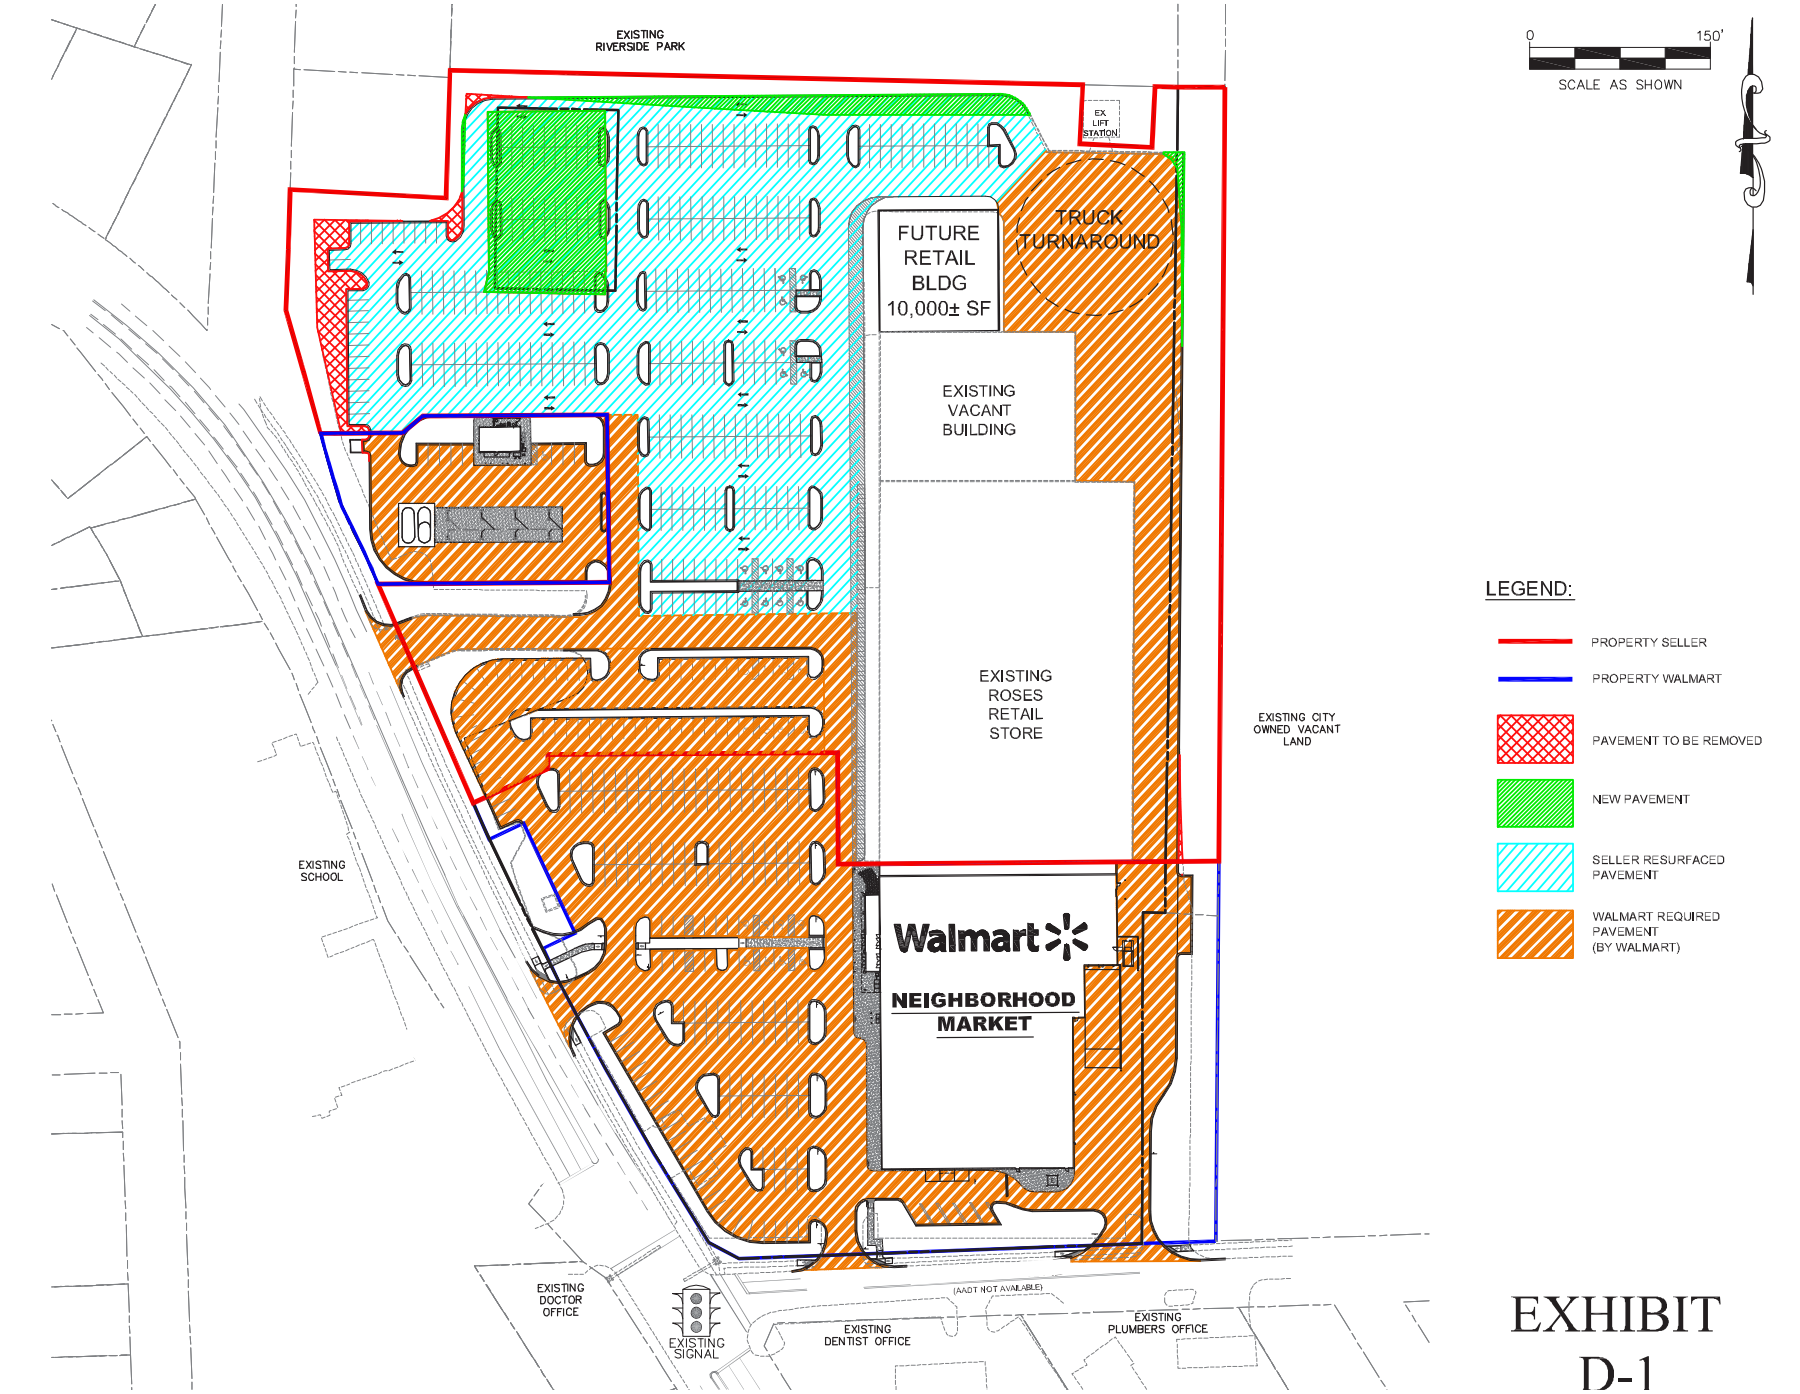 EXISTING
RIVERSIDE PARK
0
150'
SCALE AS SHOWN
EX
LIFT
STATION
TRUCK
TURNAROUND
FUTURE
RETAIL
BLDG
10,000± SF
EXISTING
VACANT
BUILDING
EXISTING
ROSES
RETAIL
STORE
EXISTING CITY
OWNED VACANT
LAND
LEGEND:
PROPERTY SELLER
PROPERTY WALMART
PAVEMENT TO BE REMOVED
NEW PAVEMENT
SELLER RESURFACED
PAVEMENT
WALMART REQUIRED
PAVEMENT
(BY WALMART)
EXISTING
SCHOOL
Walmart
NEIGHBORHOOD
MARKET
EXISTING
DOCTOR
OFFICE
EXISTING
SIGNAL
(AADT NOT AVAILABLE)
EXISTING
DENTIST OFFICE
EXISTING
PLUMBERS OFFICE
EXHIBIT
D-1